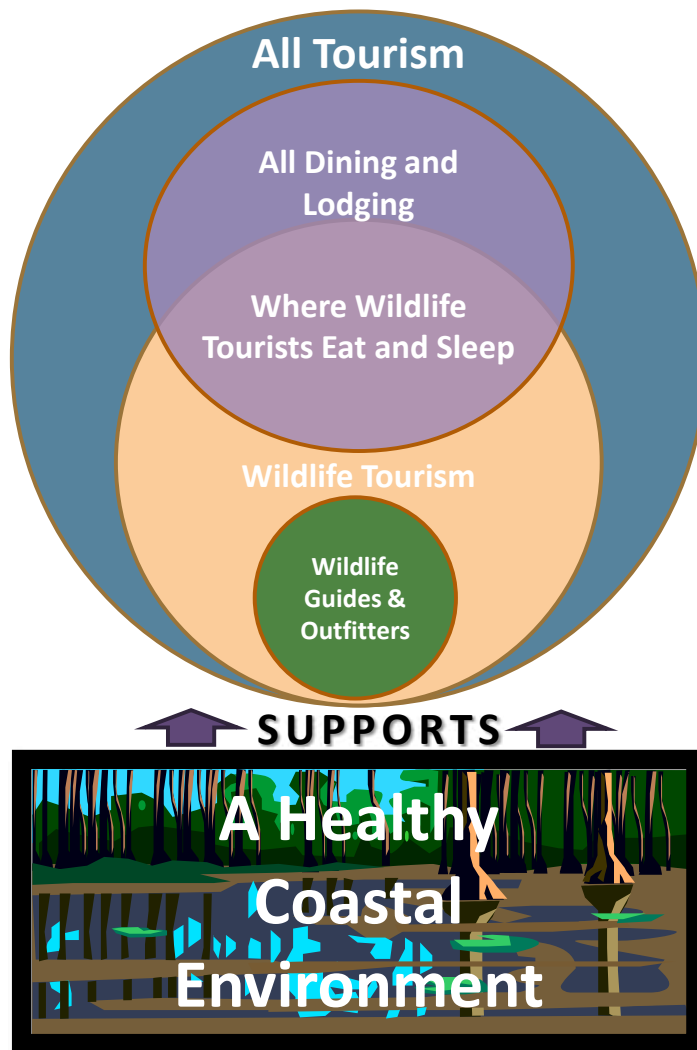 All Tourism
All Dining and
Lodging
Where Wildlife
Tourists Eat and Sleep
Wildlife Tourism
Wildlife
Guides &
Outfitters
SUPPORTS
A Healthy
Coastal
Environment